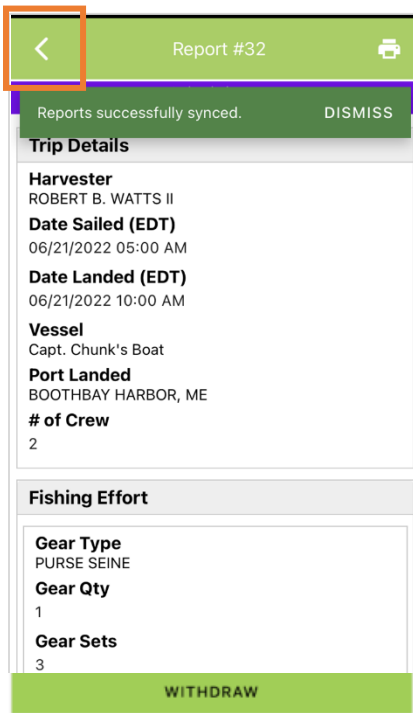 Report #32
Reports successfully synced. DISMISS
Trip Details
Harvester
ROBERT B. WATTS II
Date Sailed (EDT)
06/21/2022 05:00 AM
Date Landed (EDT)
06/21/2022 10:00 AM
Vessel
Capt. Chunk's Boat
Port Landed
BOOTHBAY HARBOR, ME
# of Crew
2
Fishing Effort
Gear Type
PURSE SEINE
Gear Qty
1
Gear Sets
3
WITHDRAW